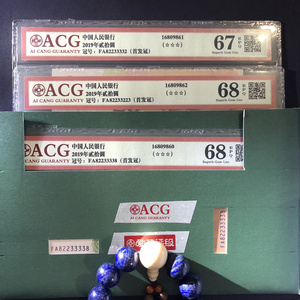 ACG
AI CANG GUARANTY
中国人民银行
2019年贰拾圆
冠号：FA82233332（首发冠）
16809861
(☆☆☆)
67 EPQ
Superb Gem Unc
ACG
AI CANG GUARANTY
中国人民银行
2019年贰拾圆
冠号：FA82233223（首发冠）
16809862
(☆☆☆)
68 EPQ
Superb Gem Unc
ACG
AI CANG GUARANTY
中国人民银行
2019年贰拾圆
冠号：FA82233338（首发冠）
16809860
(☆☆☆)
68 EPQ
Superb Gem Unc
ACG
AI CANG GUARANTY
FA82233338